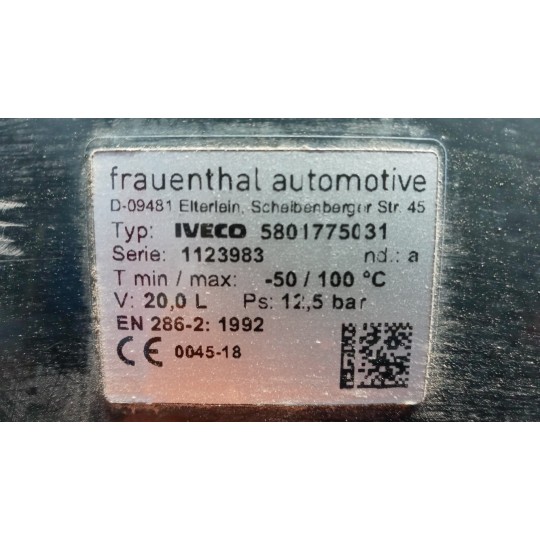 frauenthal automotive
D-09481 Elterlein, Scheibenberger Str. 45
Typ: IVECO 5801775031
Serie: 1123983 nd.: a
T min / max: -50 / 100 °C
V: 20,0 L Ps: 12,5 bar
EN 286-2: 1992
CE 0045-18